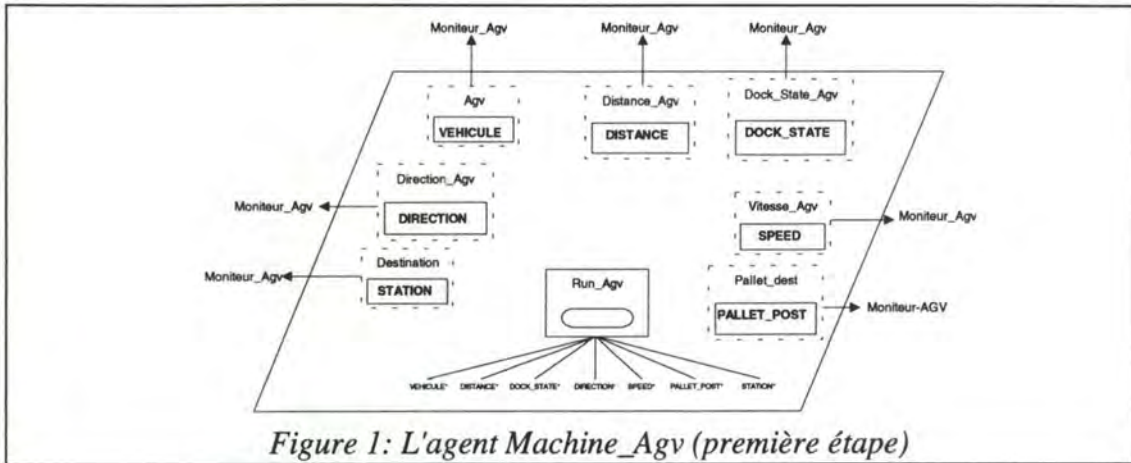 Moniteur_Agv Moniteur_Agv Moniteur_Agv
Agv Distance_Agv Dock_State_Agv
VEHICULE DISTANCE DOCK_STATE
Direction_Agv
Moniteur_Agv DIRECTION
Vitesse_Agv Moniteur_Agv
SPEED
Destination
Moniteur_Agv STATION
Run_Agv
Pallet_dest
PALLET_POST Moniteur-AGV
VEHICULE* DISTANCE* DOCK_STATE* DIRECTION* SPEED* PALLET_POST* STATION*
Figure 1: L'agent Machine_Agv (première étape)